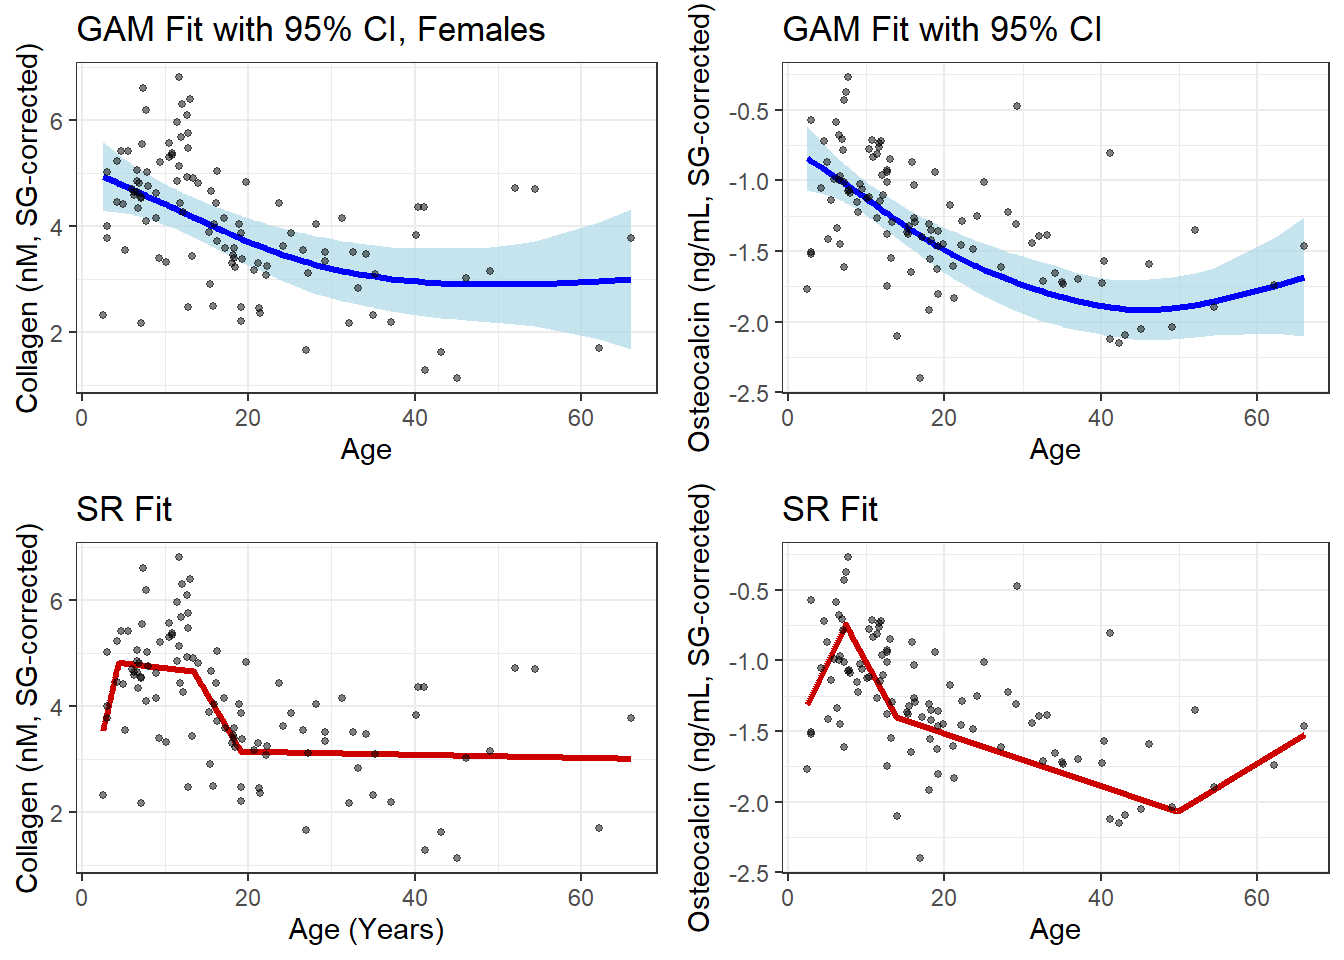 GAM Fit with 95% CI, Females
Collagen (nM, SG-corrected)
6
4
2
0
20
40
60
Age
GAM Fit with 95% CI
Osteocalcin (ng/mL, SG-corrected)
-0.5
-1.0
-1.5
-2.0
-2.5
0
20
40
60
Age
SR Fit
Collagen (nM, SG-corrected)
6
4
2
0
20
40
60
Age (Years)
SR Fit
Osteocalcin (ng/mL, SG-corrected)
-0.5
-1.0
-1.5
-2.0
-2.5
0
20
40
60
Age